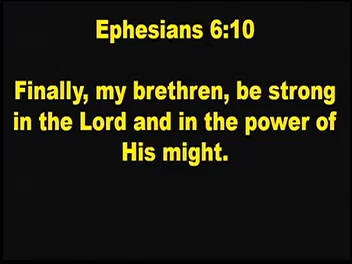 Ephesians 6:10
Finally, my brethren, be strong
in the Lord and in the power of
His might.